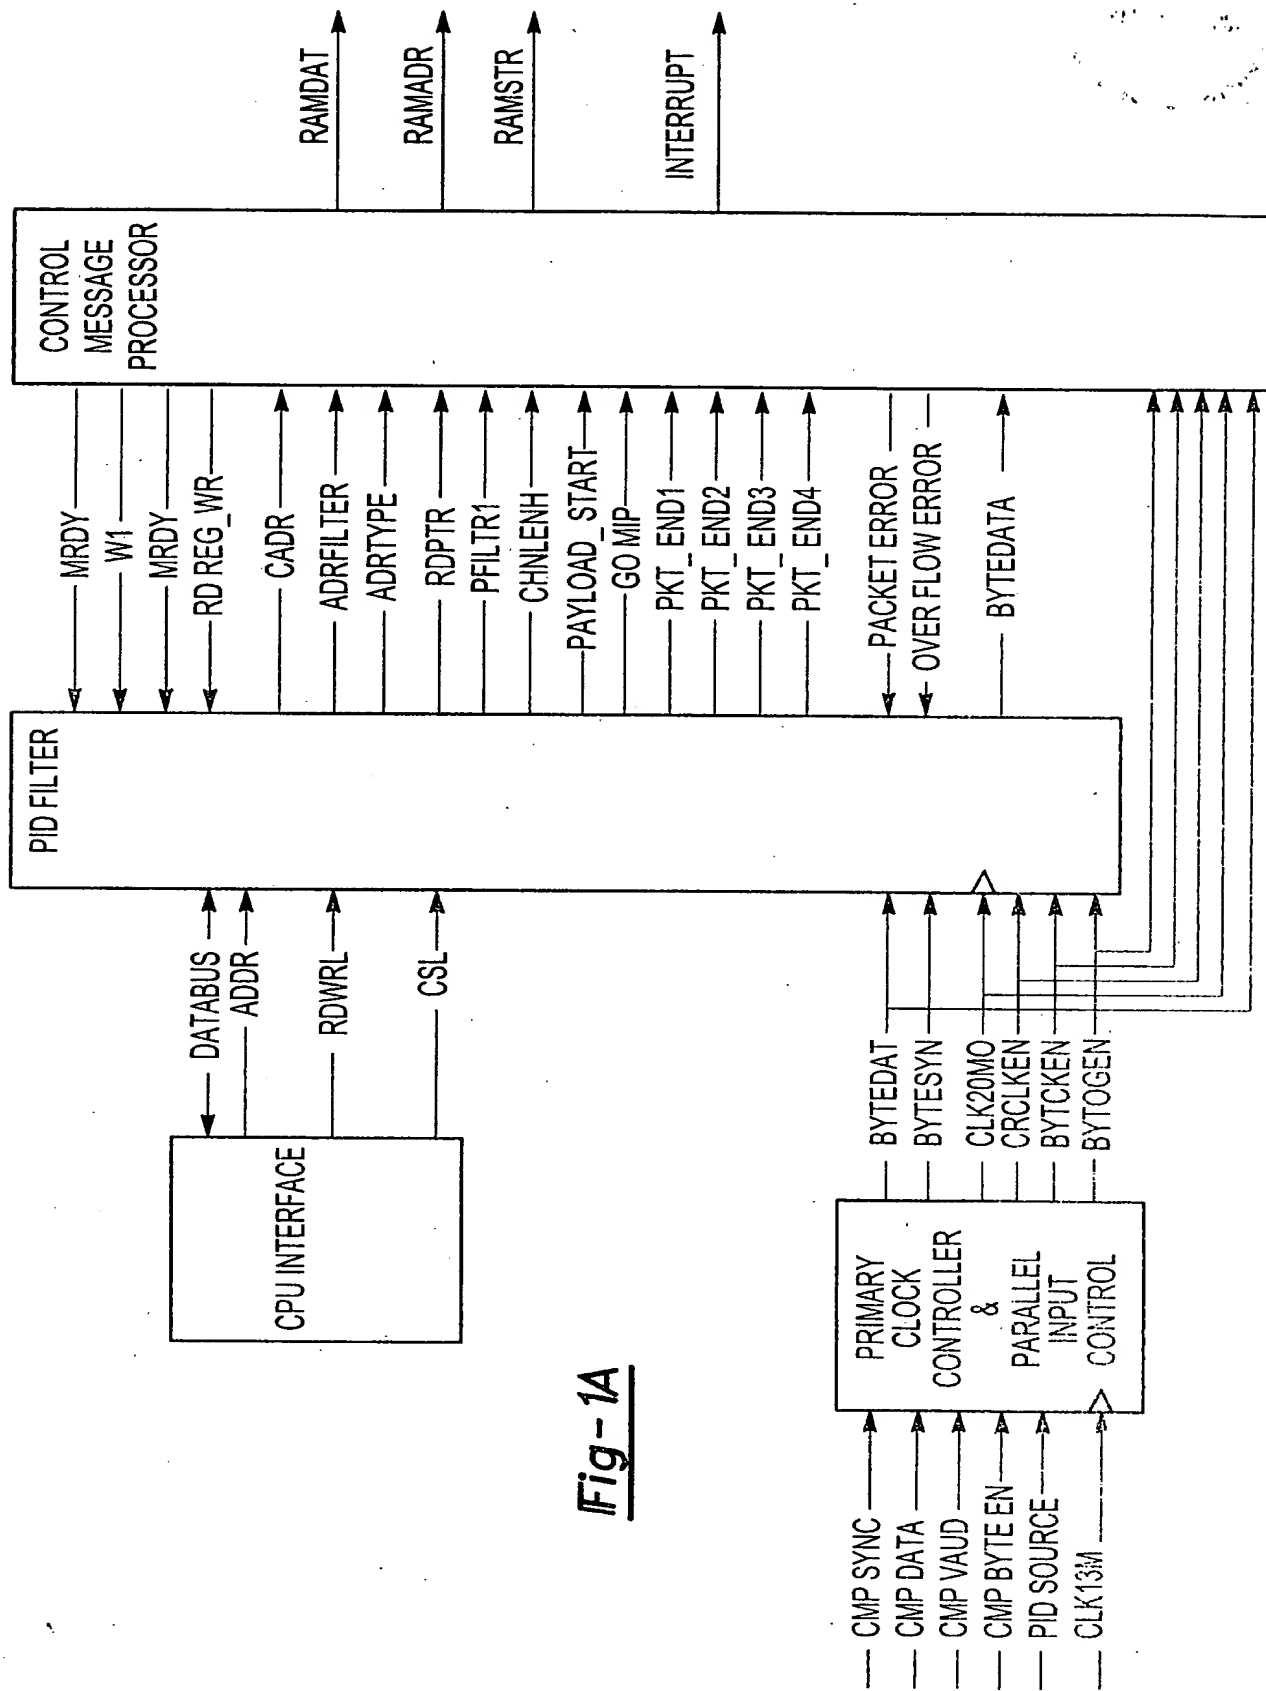 RAMDAT
RAMADR
RAMSTR
INTERRUPT
CONTROL
MESSAGE
PROCESSOR
MRDY
W1
MRDY
RD REG_WR
CADR
ADRFILTER
ADRTYPE
RDPTR
PFILTR1
CHNLENH
PAYLOAD_START
GO MIP
PKT_END1
PKT_END2
PKT_END3
PKT_END4
PACKET ERROR
OVER FLOW ERROR
BYTEDATA
PID FILTER
DATABUS
ADDR
RDWRL
CSL
CPU INTERFACE
BYTEDAT
BYTESYN
CLK20MO
CRCLKEN
BYTCKEN
BYTOGEN
PRIMARY
CLOCK
CONTROLLER
&
PARALLEL
INPUT
CONTROL
CMP SYNC
CMP DATA
CMP VAUD
CMP BYTE EN
PID SOURCE
CLK13M
Fig-1A